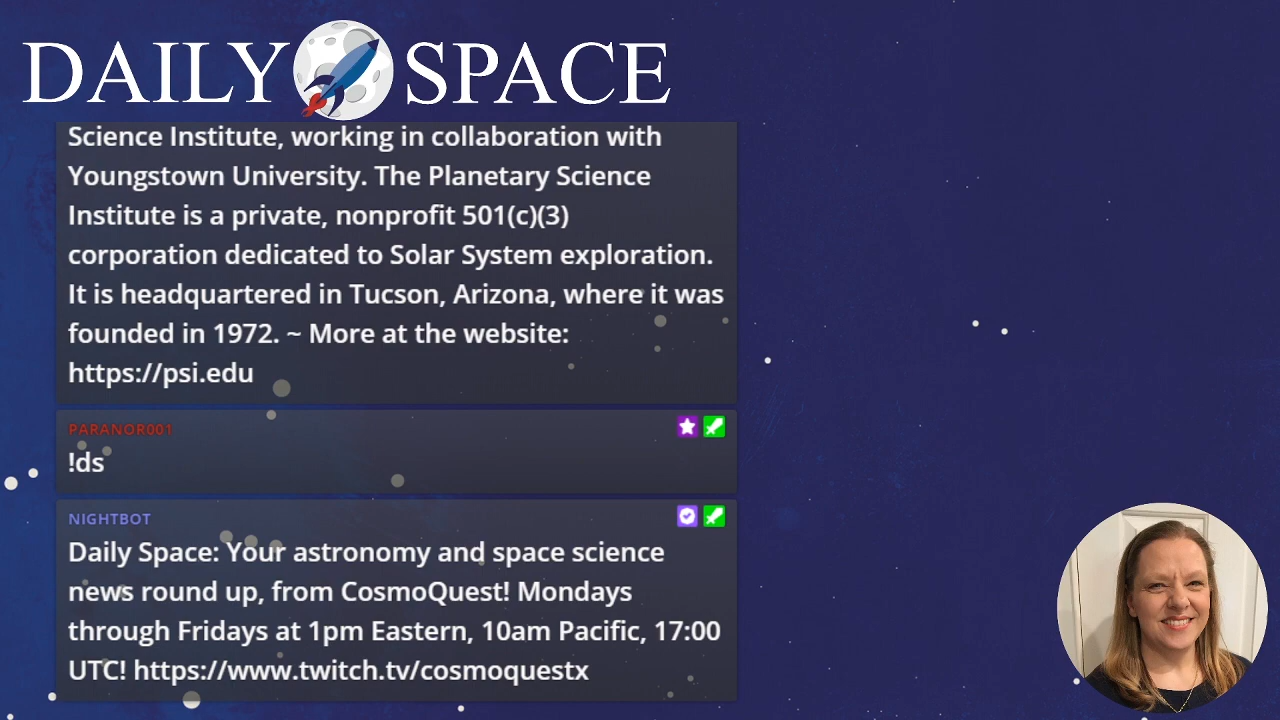 DAILY SPACE
Science Institute, working in collaboration with
Youngstown University. The Planetary Science
Institute is a private, nonprofit 501(c)(3)
corporation dedicated to Solar System exploration.
It is headquartered in Tucson, Arizona, where it was
founded in 1972. ~ More at the website:
https://psi.edu
PARANOR001
!ds
NIGHTBOT
Daily Space: Your astronomy and space science
news round up, from CosmoQuest! Mondays
through Fridays at 1pm Eastern, 10am Pacific, 17:00
UTC! https://www.twitch.tv/cosmoquestx